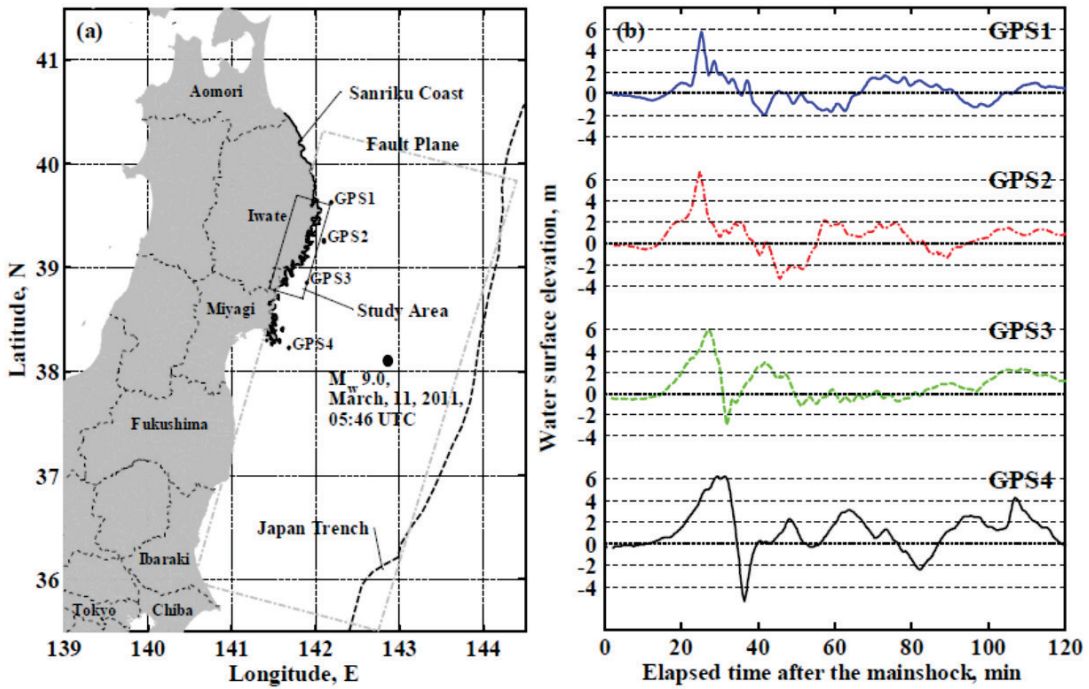 (a)
41
40
39
38
37
36
Latitude, N
139
140
141
142
143
144
Longitude, E
Aomori
Sanriku Coast
Fault Plane
Iwate
GPS1
GPS2
GPS3
Miyagi
Study Area
GPS4
Mw 9.0,
March, 11, 2011,
05:46 UTC
Fukushima
Japan Trench
Ibaraki
Tokyo
Chiba
(b)
Water surface elevation, m
GPS1
6
4
2
0
-2
-4
GPS2
6
4
2
0
-2
-4
GPS3
6
4
2
0
-2
-4
GPS4
6
4
2
0
-2
-4
0
20
40
60
80
100
120
Elapsed time after the mainshock, min